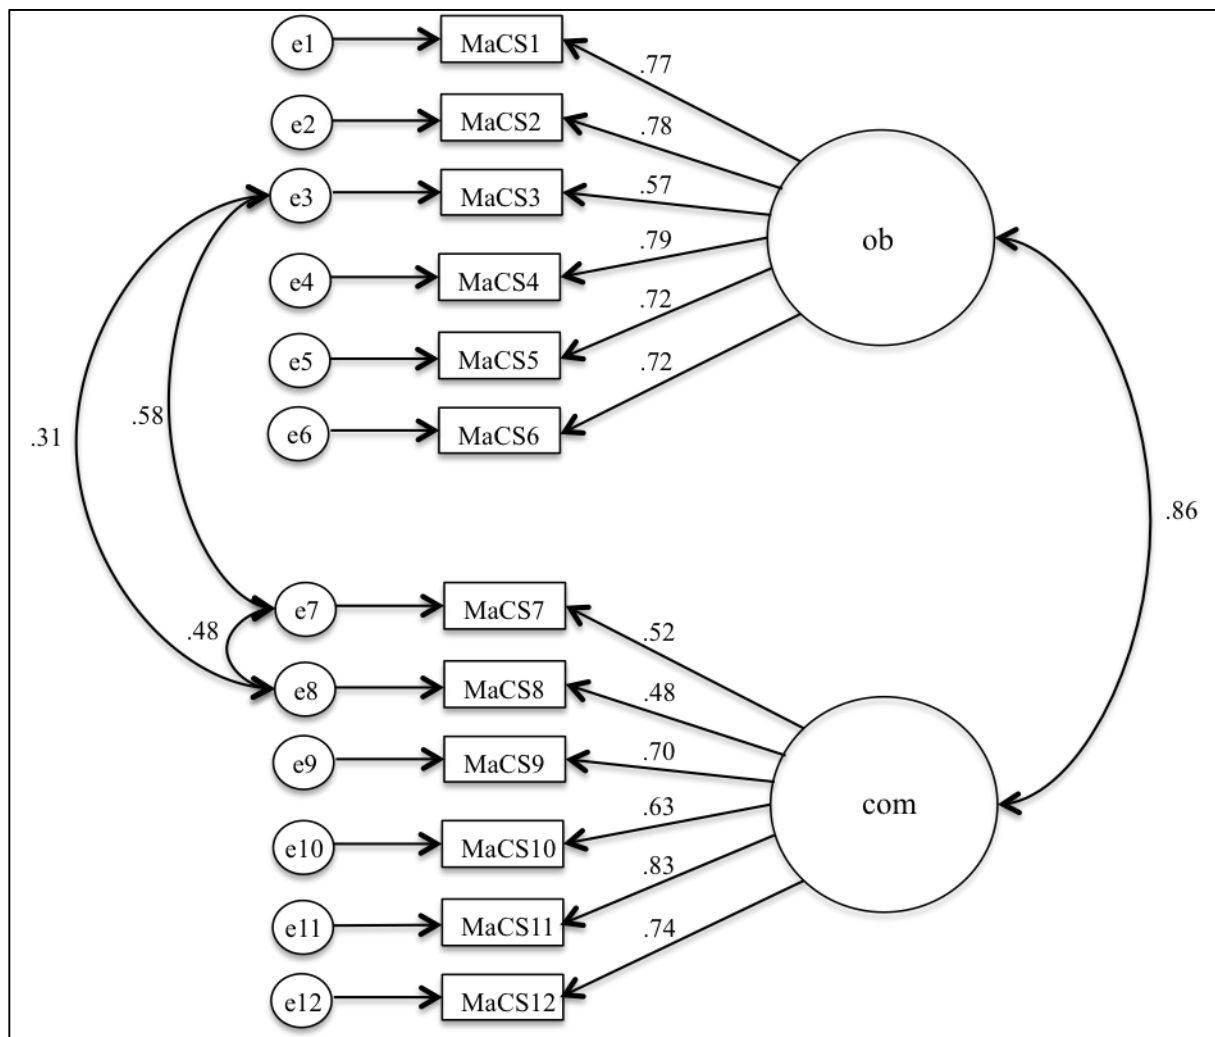 e1 MaCS1 .77
e2 MaCS2 .78
e3 MaCS3 .57
ob
e4 MaCS4 .79
e5 MaCS5 .72
e6 MaCS6 .72
.31 .58
.86
e7 MaCS7 .52
.48
e8 MaCS8 .48
e9 MaCS9 .70
com
e10 MaCS10 .63
e11 MaCS11 .83
e12 MaCS12 .74